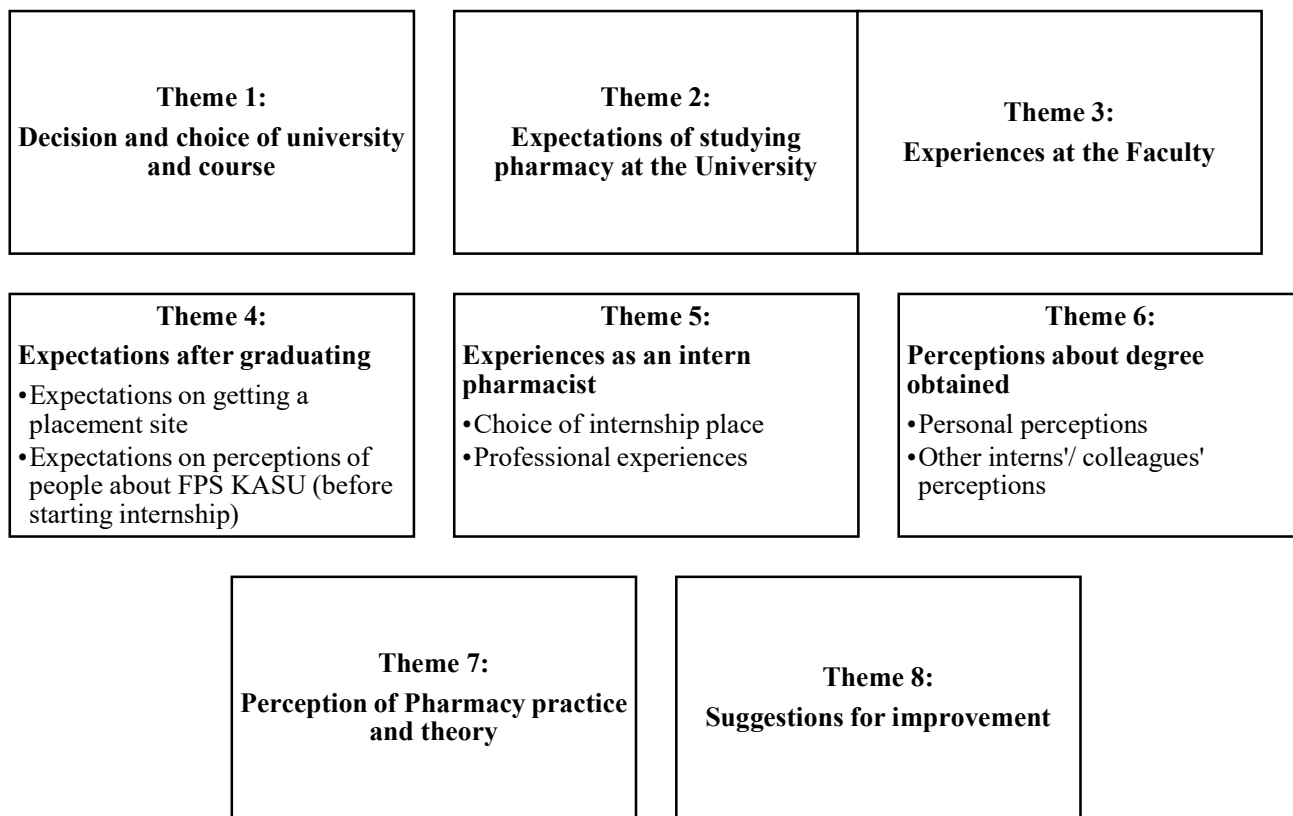 Theme 1:
Decision and choice of university
and course
Theme 2:
Expectations of studying
pharmacy at the University
Theme 3:
Experiences at the Faculty
Theme 4:
Expectations after graduating
•Expectations on getting a
placement site
•Expectations on perceptions of
people about FPS KASU (before
starting internship)
Theme 5:
Experiences as an intern
pharmacist
•Choice of internship place
•Professional experiences
Theme 6:
Perceptions about degree
obtained
•Personal perceptions
•Other interns'/ colleagues'
perceptions
Theme 7:
Perception of Pharmacy practice
and theory
Theme 8:
Suggestions for improvement